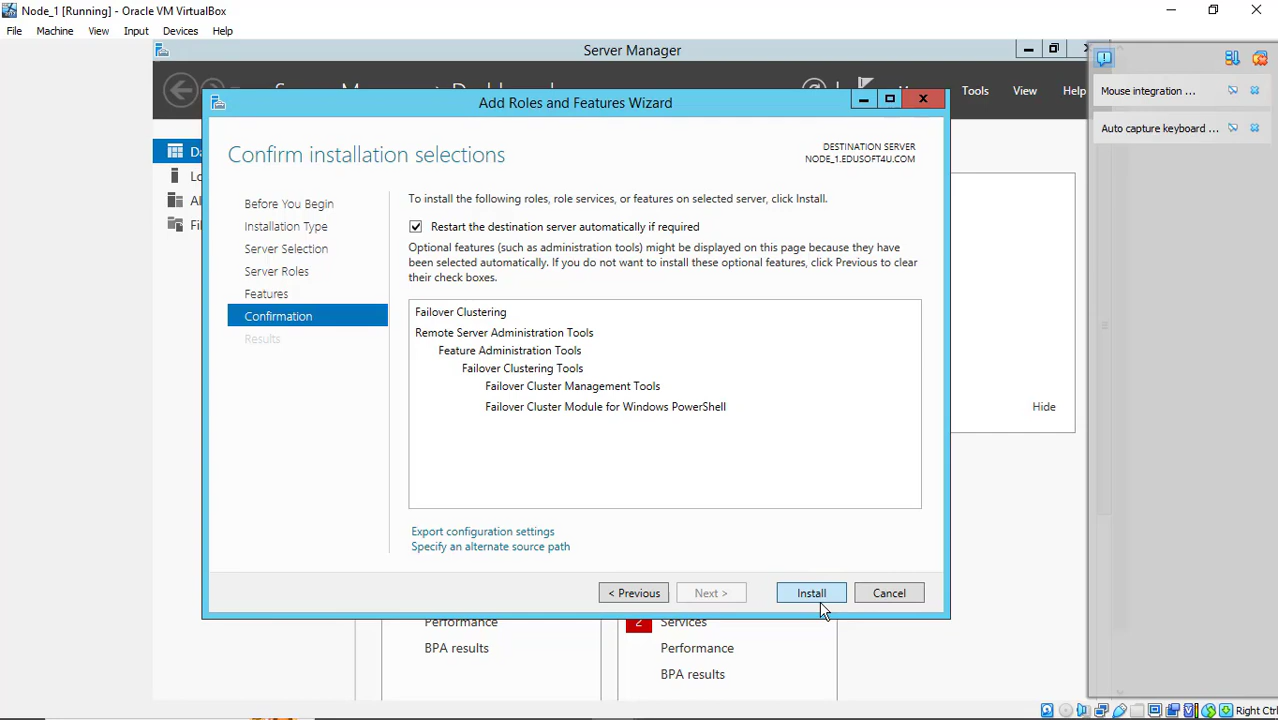 Node_1 [Running] - Oracle VM VirtualBox
File Machine View Input Devices Help
Server Manager
Tools View Help
Mouse integration ...
Auto capture keyboard ...
Add Roles and Features Wizard
Confirm installation selections
DESTINATION SERVER
NODE_1.EDUSOFT4U.COM
Before You Begin
Installation Type
Server Selection
Server Roles
Features
Confirmation
Results
To install the following roles, role services, or features on selected server, click Install.
Restart the destination server automatically if required
Optional features (such as administration tools) might be displayed on this page because they have
been selected automatically. If you do not want to install these optional features, click Previous to clear
their check boxes.
Failover Clustering
Remote Server Administration Tools
Feature Administration Tools
Failover Clustering Tools
Failover Cluster Management Tools
Failover Cluster Module for Windows PowerShell
Hide
Export configuration settings
Specify an alternate source path
< Previous Next > Install Cancel
Performance
BPA results
2 Services
Performance
BPA results
Right Ctrl